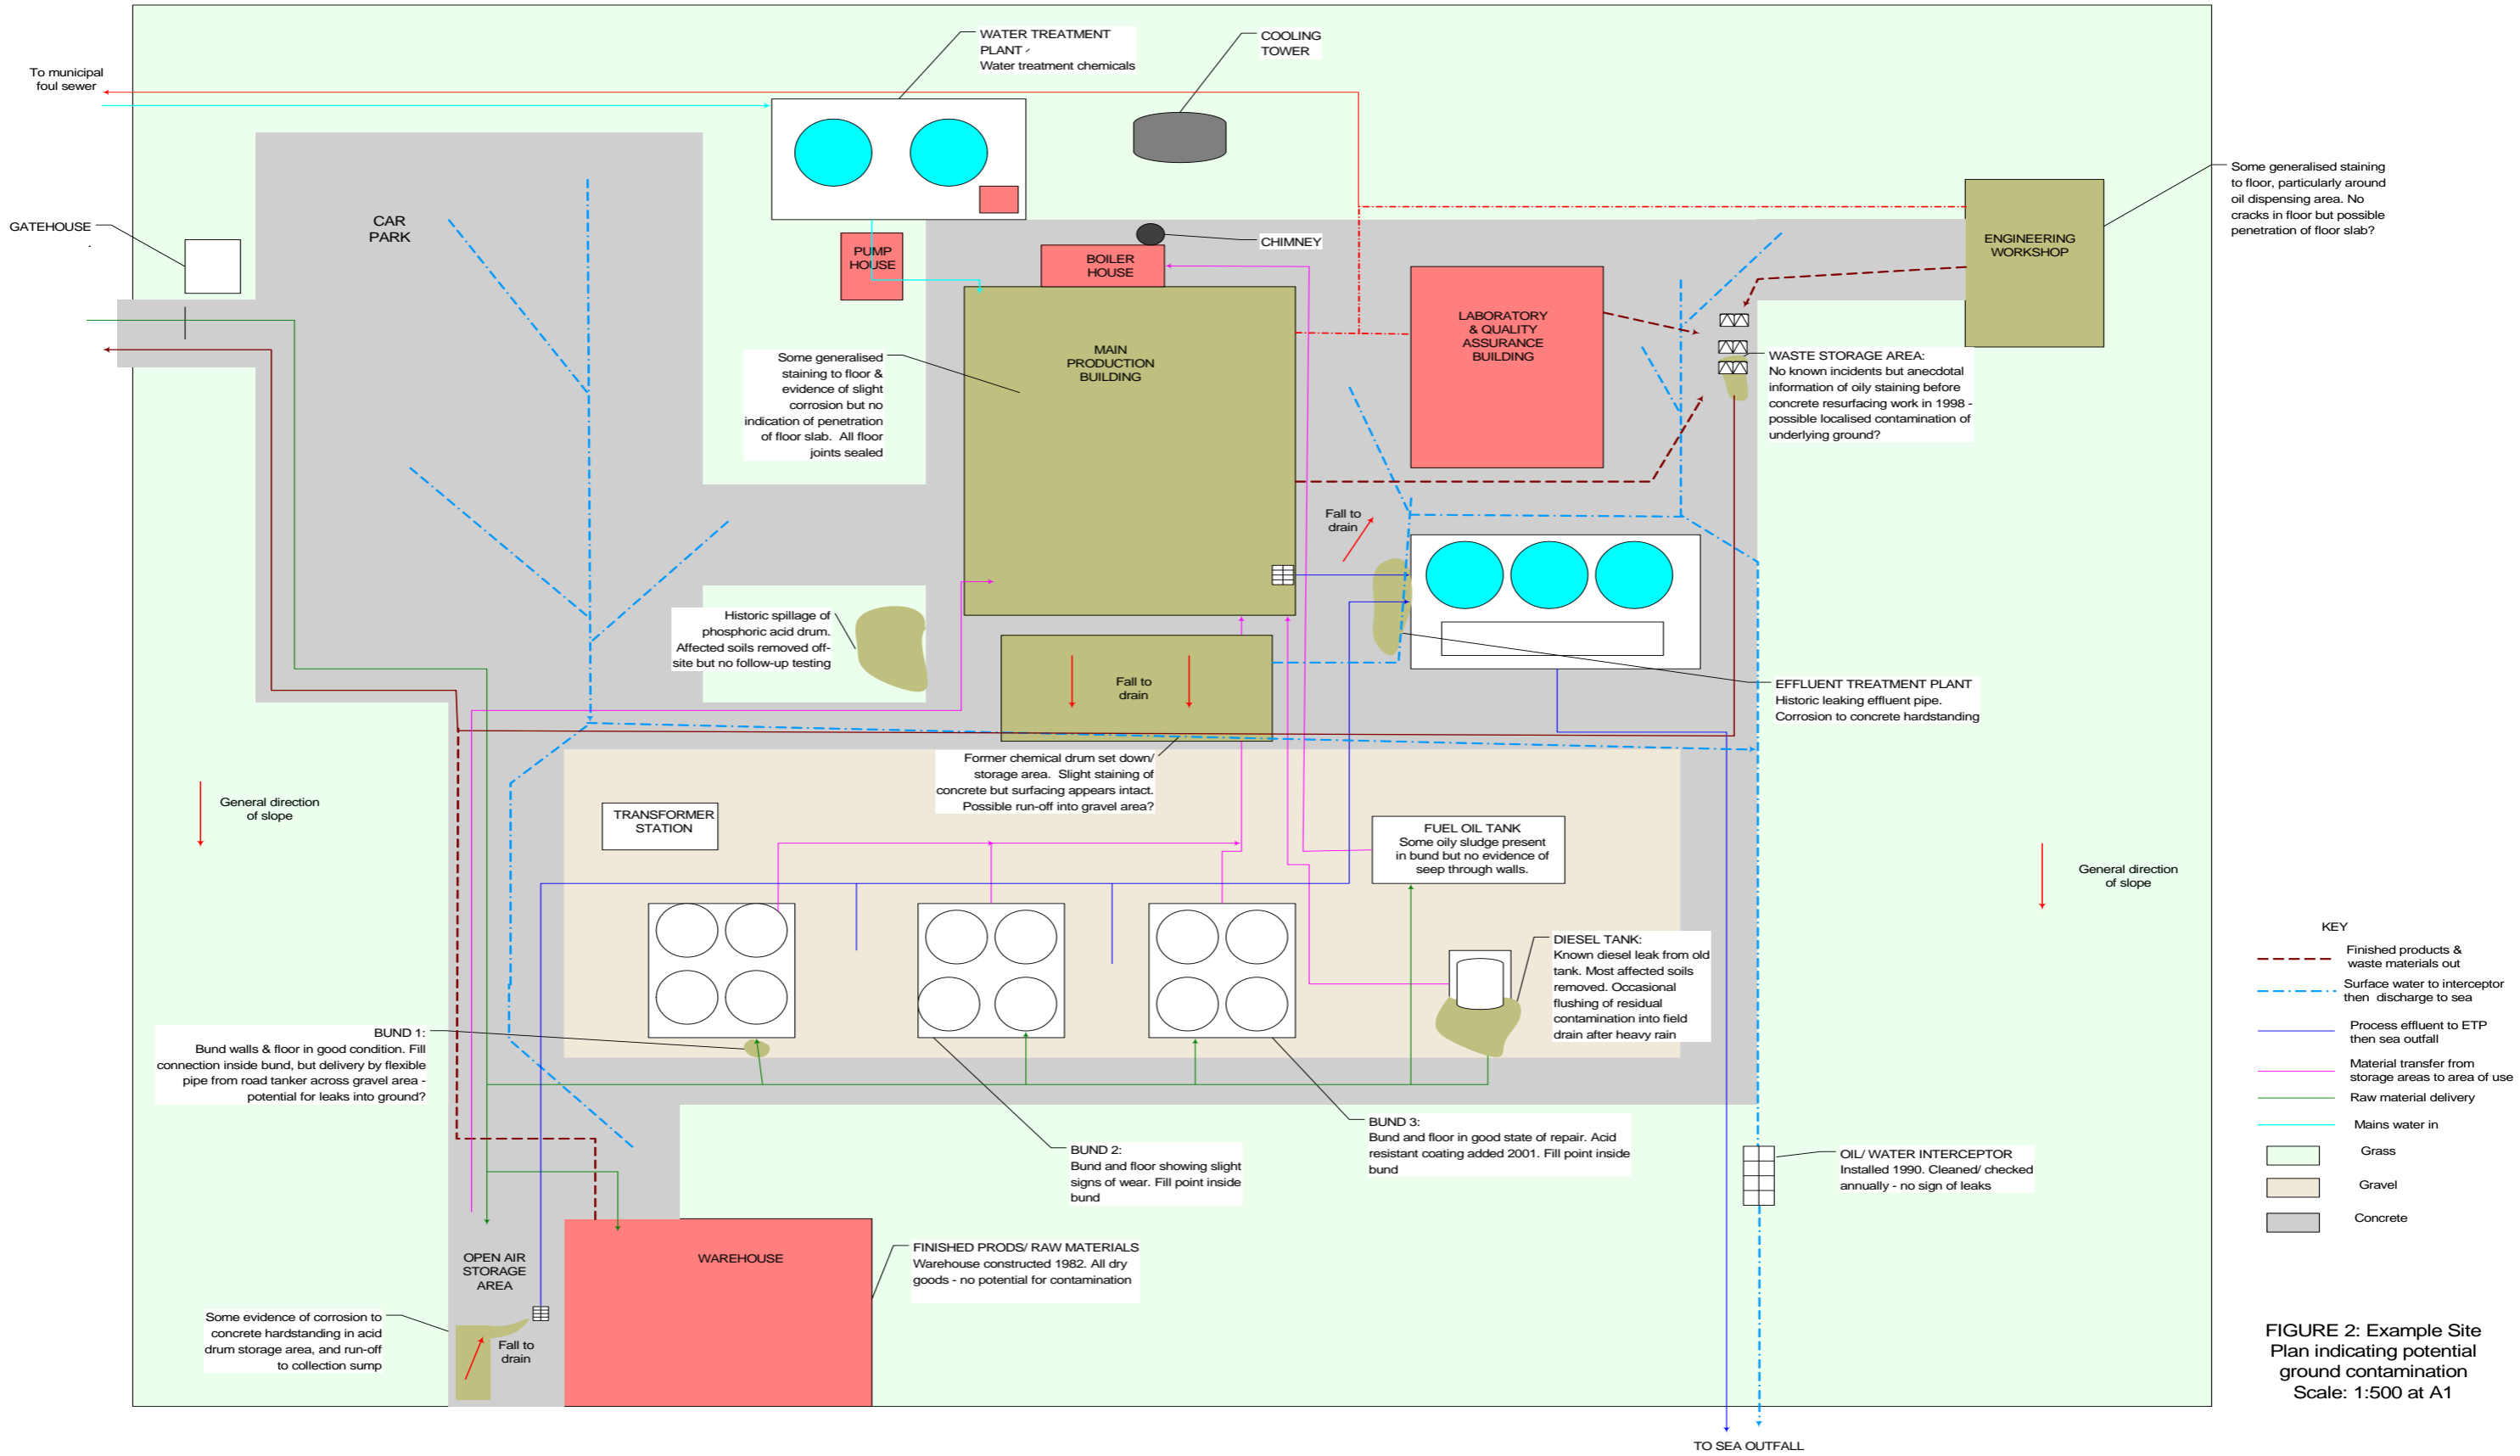 To municipal
foul sewer
WATER TREATMENT
PLANT -
Water treatment chemicals
COOLING
TOWER
GATEHOUSE
.
CAR
PARK
PUMP
HOUSE
BOILER
HOUSE
CHIMNEY
ENGINEERING
WORKSHOP
Some generalised staining
to floor, particularly around
oil dispensing area. No
cracks in floor but possible
penetration of floor slab?
LABORATORY
& QUALITY
ASSURANCE
BUILDING
MAIN
PRODUCTION
BUILDING
Some generalised
staining to floor &
evidence of slight
corrosion but no
indication of penetration
of floor slab. All floor
joints sealed
WASTE STORAGE AREA:
No known incidents but anecdotal
information of oily staining before
concrete resurfacing work in 1998 -
possible localised contamination of
underlying ground?
Fall to
drain
Historic spillage of
phosphoric acid drum.
Affected soils removed off-
site but no follow-up testing
Fall to
drain
EFFLUENT TREATMENT PLANT
Historic leaking effluent pipe.
Corrosion to concrete hardstanding
Former chemical drum set down/
storage area. Slight staining of
concrete but surfacing appears intact.
Possible run-off into gravel area?
General direction
of slope
TRANSFORMER
STATION
FUEL OIL TANK
Some oily sludge present
in bund but no evidence of
seep through walls.
General direction
of slope
DIESEL TANK:
Known diesel leak from old
tank. Most affected soils
removed. Occasional
flushing of residual
contamination into field
drain after heavy rain
BUND 1:
Bund walls & floor in good condition. Fill
connection inside bund, but delivery by flexible
pipe from road tanker across gravel area -
potential for leaks into ground?
BUND 2:
Bund and floor showing slight
signs of wear. Fill point inside
bund
BUND 3:
Bund and floor in good state of repair. Acid
resistant coating added 2001. Fill point inside
bund
OIL/ WATER INTERCEPTOR
Installed 1990. Cleaned/ checked
annually - no sign of leaks
OPEN AIR
STORAGE
AREA
WAREHOUSE
FINISHED PRODS/ RAW MATERIALS
Warehouse constructed 1982. All dry
goods - no potential for contamination
Some evidence of corrosion to
concrete hardstanding in acid
drum storage area, and run-off
to collection sump
Fall to
drain
KEY
Finished products &
waste materials out
Surface water to interceptor
then discharge to sea
Process effluent to ETP
then sea outfall
Material transfer from
storage areas to area of use
Raw material delivery
Mains water in
Grass
Gravel
Concrete
FIGURE 2: Example Site
Plan indicating potential
ground contamination
Scale: 1:500 at A1
TO SEA OUTFALL